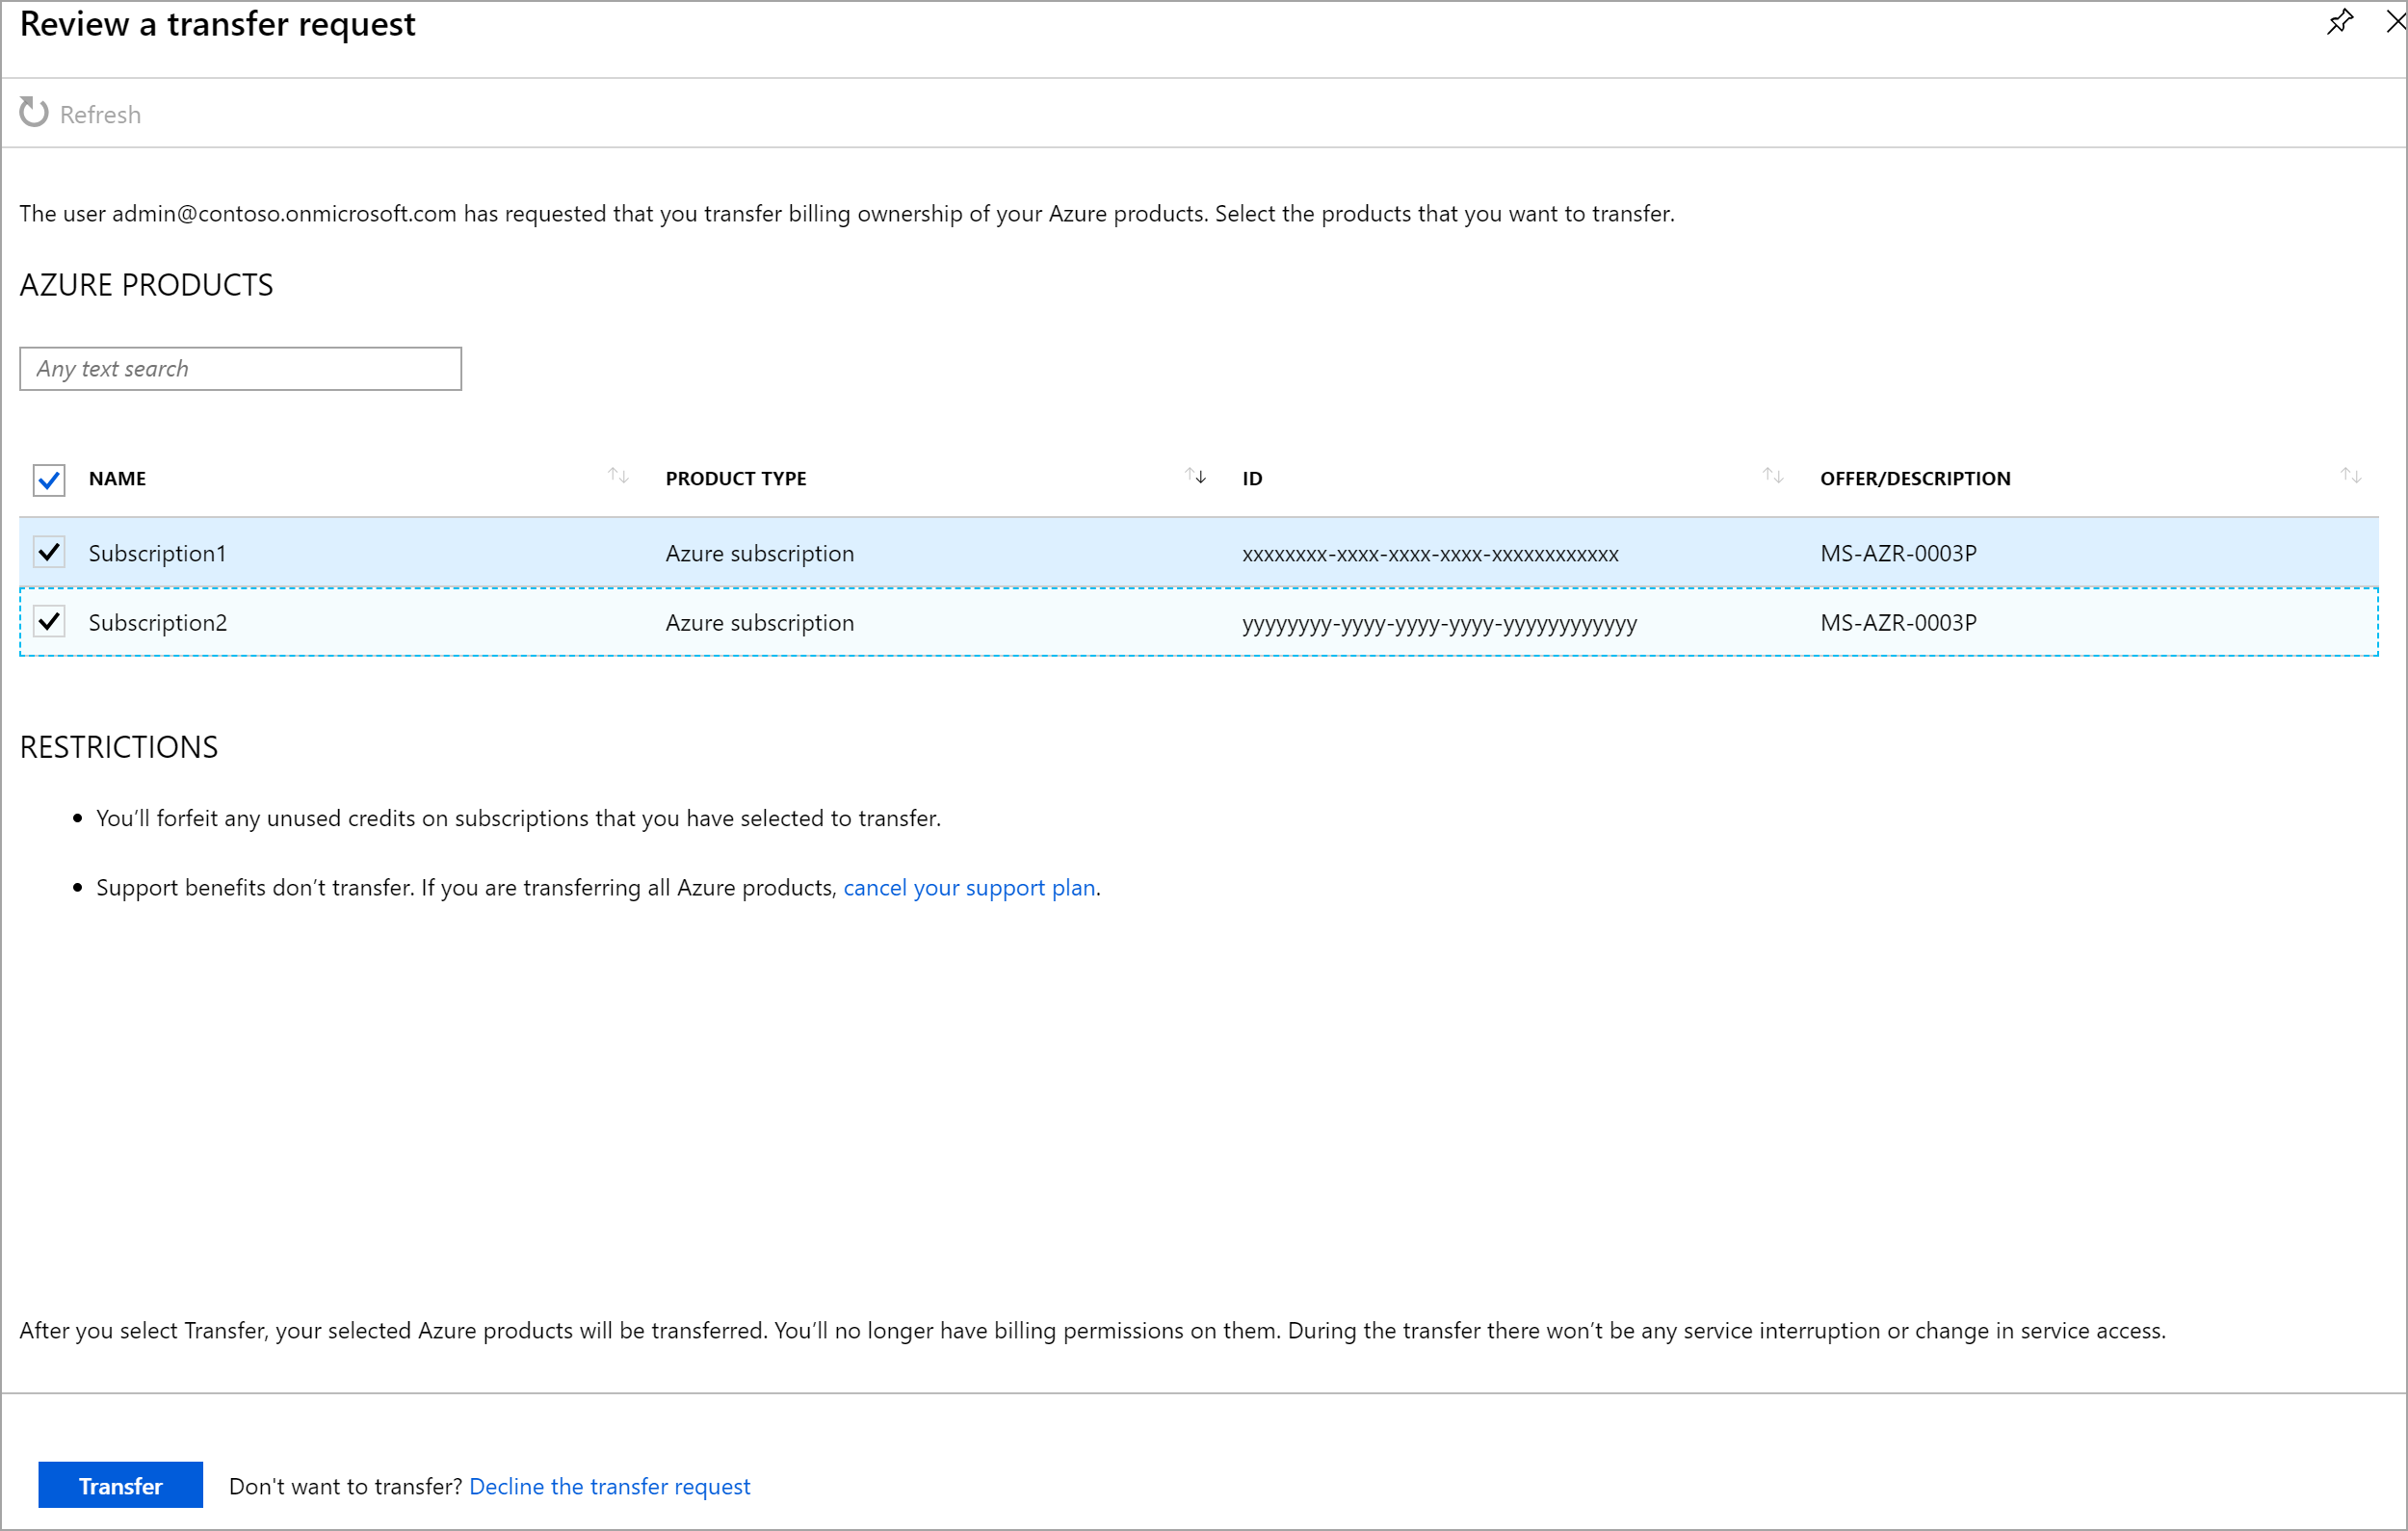 Review a transfer request
Refresh
The user admin@contoso.onmicrosoft.com has requested that you transfer billing ownership of your Azure products. Select the products that you want to transfer.
AZURE PRODUCTS
Any text search
NAME PRODUCT TYPE ID OFFER/DESCRIPTION
Subscription1 Azure subscription xxxxxxxx-xxxx-xxxx-xxxx-xxxxxxxxxxxx MS-AZR-0003P
Subscription2 Azure subscription yyyyyyyy-yyyy-yyyy-yyyy-yyyyyyyyyyyy MS-AZR-0003P
RESTRICTIONS
• You’ll forfeit any unused credits on subscriptions that you have selected to transfer.
• Support benefits don’t transfer. If you are transferring all Azure products, cancel your support plan.
After you select Transfer, your selected Azure products will be transferred. You’ll no longer have billing permissions on them. During the transfer there won’t be any service interruption or change in service access.
Transfer Don't want to transfer? Decline the transfer request